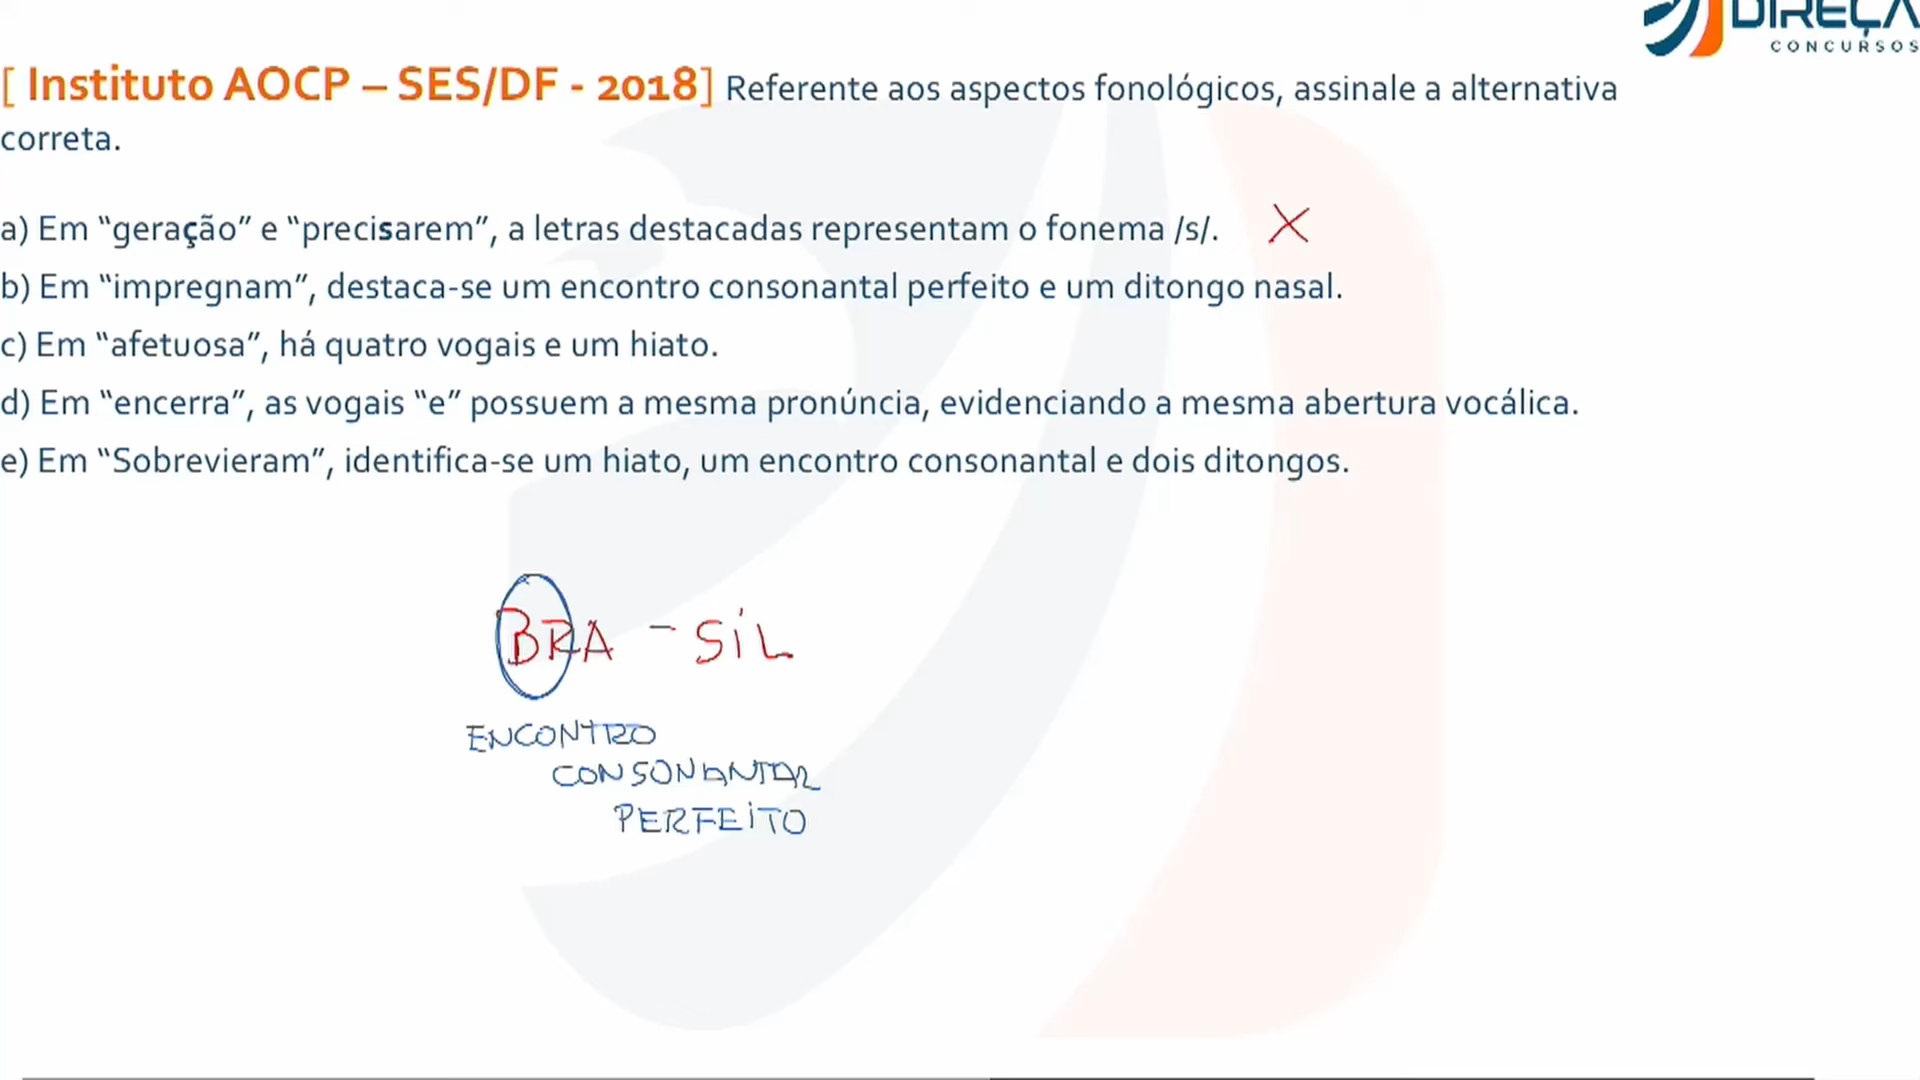 DIREÇÃ
CONCURSOS
[ Instituto AOCP – SES/DF - 2018] Referente aos aspectos fonológicos, assinale a alternativa
correta.
a) Em “geração” e “precisarem”, a letras destacadas representam o fonema /s/. X
b) Em “impregnam”, destaca-se um encontro consonantal perfeito e um ditongo nasal.
c) Em “afetuosa”, há quatro vogais e um hiato.
d) Em “encerra”, as vogais “e” possuem a mesma pronúncia, evidenciando a mesma abertura vocálica.
e) Em “Sobrevieram”, identifica-se um hiato, um encontro consonantal e dois ditongos.
BRA - SiL
ENCONTRO
CONSONANTAL
PERFEiTO